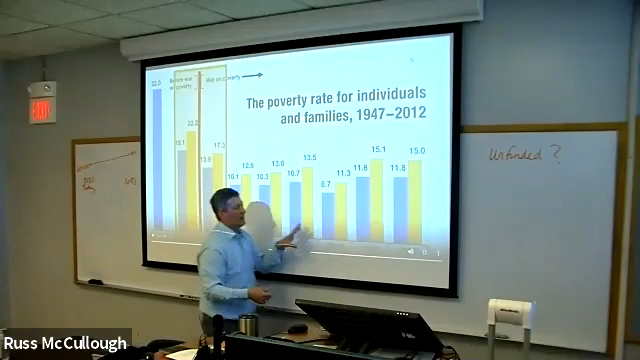 EXIT
32.0
Before war
on poverty
War on poverty
The poverty rate for individuals
and families, 1947–2012
18.1
22.2
13.9
17.3
10.1
12.6
10.3
13.0
10.7
13.5
8.7
11.3
11.8
15.1
11.8
15.0
Unfunded ?
Russ McCullough